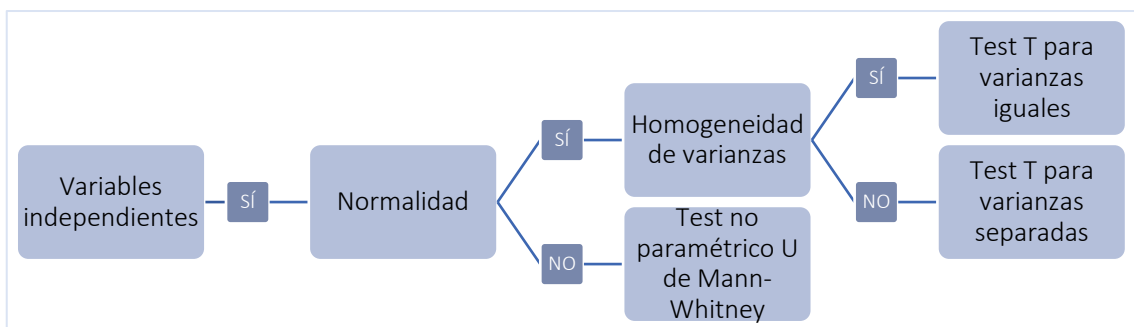 Variables
independientes
SÍ
Normalidad
SÍ
Homogeneidad
de varianzas
SÍ
Test T para
varianzas
iguales
NO
Test T para
varianzas
separadas
NO
Test no
paramétrico U
de Mann-
Whitney